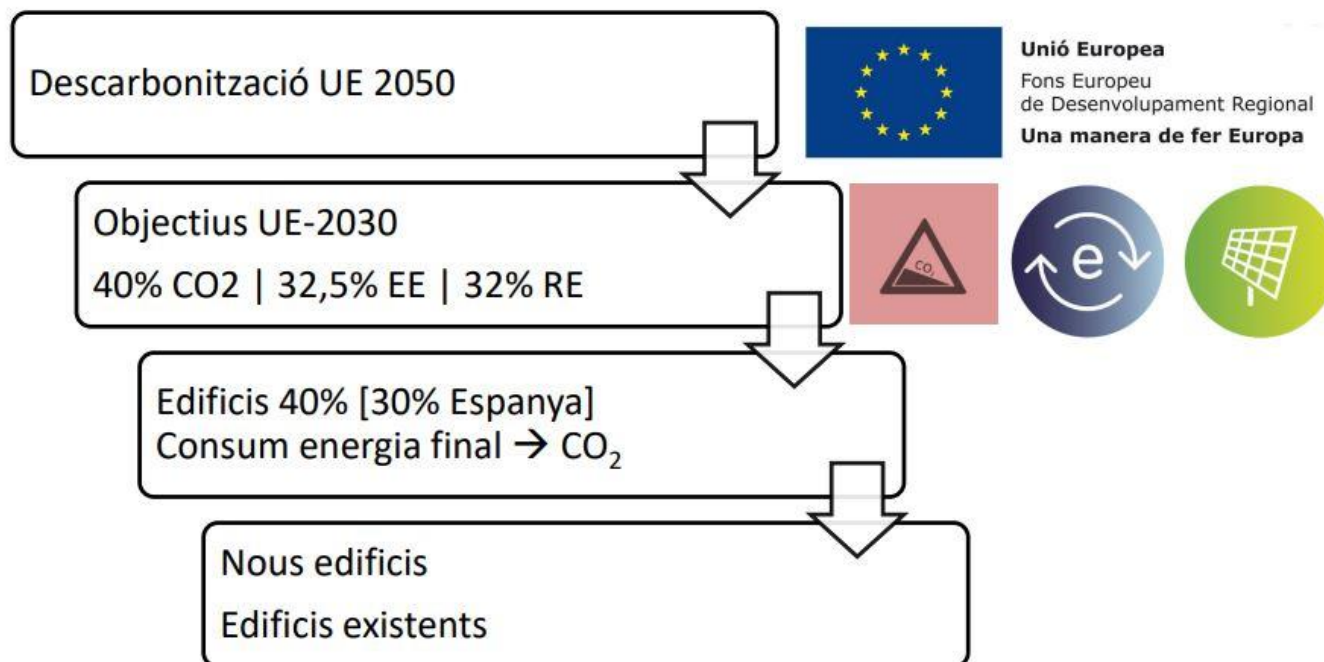 Descarbonització UE 2050
Unió Europea
Fons Europeu
de Desenvolupament Regional
Una manera de fer Europa
Objectius UE-2030
40% CO2 | 32,5% EE | 32% RE
CO₂
e
Edificis 40% [30% Espanya]
Consum energia final → CO₂
Nous edificis
Edificis existents